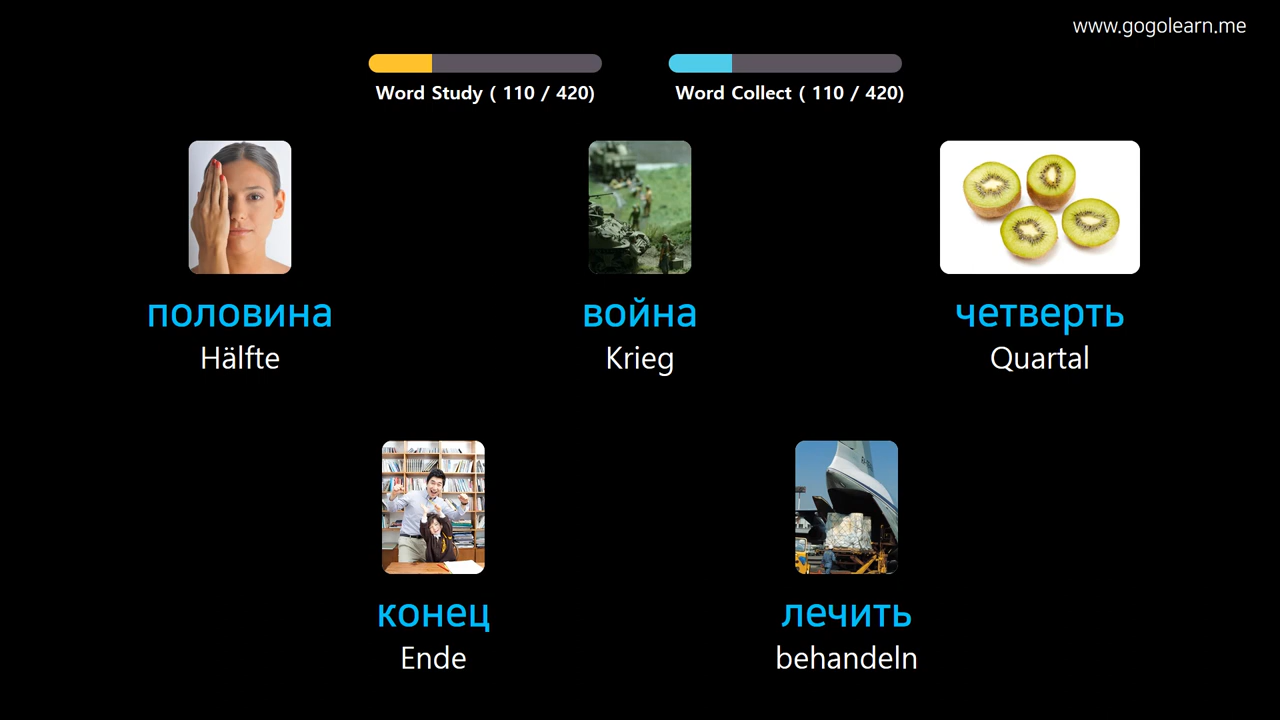 www.gogolearn.me
Word Study ( 110 / 420)
Word Collect ( 110 / 420)
половина
Hälfte
война
Krieg
четверть
Quartal
конец
Ende
лечить
behandeln